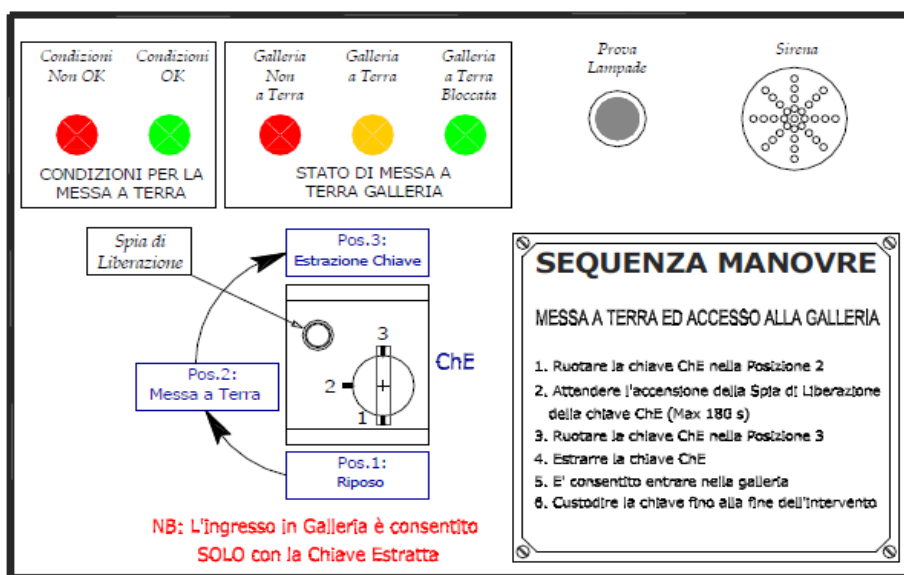 Condizioni
Non OK
Condizioni
OK
CONDIZIONI PER LA
MESSA A TERRA
Galleria
Non
a Terra
Galleria
a Terra
Galleria
a Terra
Bloccata
STATO DI MESSA A
TERRA GALLERIA
Prova
Lampade
Sirena
Spia di
Liberazione
Pos.3:
Estrazione Chiave
Pos.2:
Messa a Terra
Pos.1:
Riposo
3
2
1
ChE
NB: L'ingresso in Galleria è consentito
SOLO con la Chiave Estratta
SEQUENZA MANOVRE
MESSA A TERRA ED ACCESSO ALLA GALLERIA
1. Ruotare la chiave ChE nella Posizione 2
2. Attendere l'accensione della Spia di Liberazione
della chiave ChE (Max 180 s)
3. Ruotare la chiave ChE nella Posizione 3
4. Estrarre la chiave ChE
5. E' consentito entrare nella galleria
6. Custodire la chiave fino alla fine dell'intervento